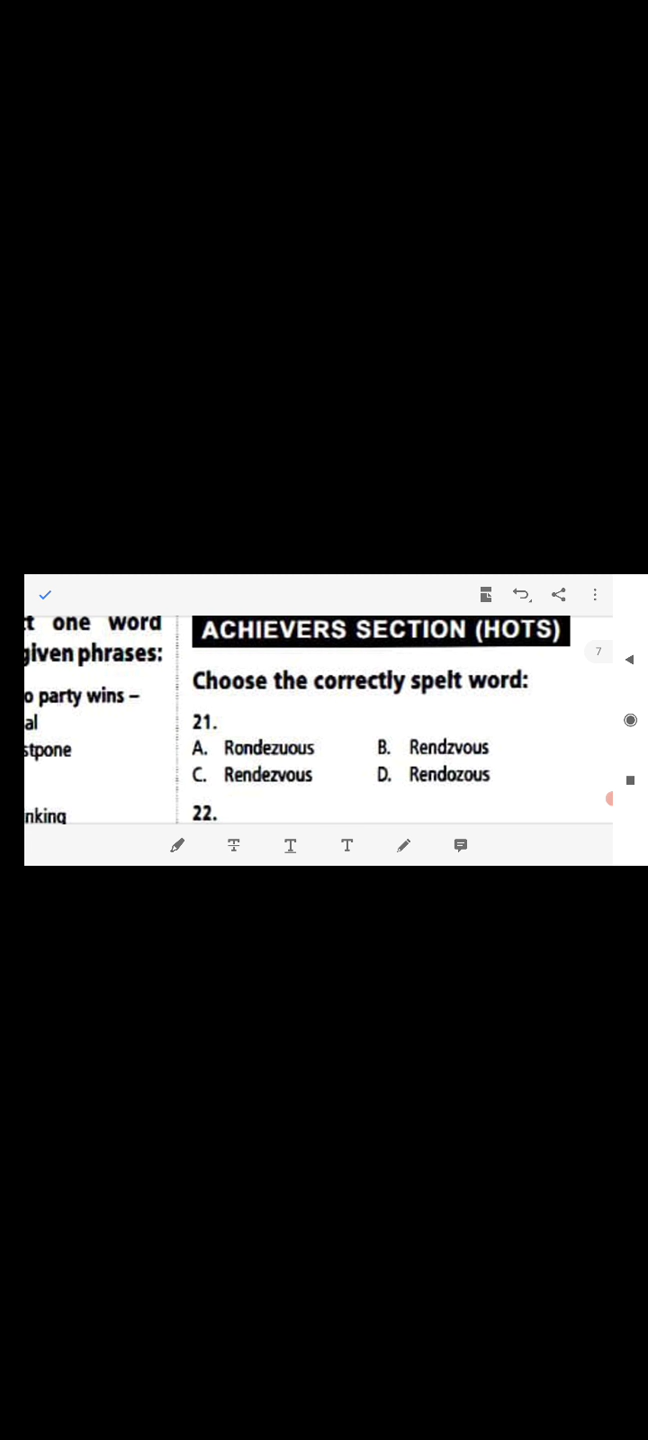 t one word
given phrases:
o party wins –
al
stpone
nking
ACHIEVERS SECTION (HOTS)
7
Choose the correctly spelt word:
21.
A. Rondezuous B. Rendzvous
C. Rendezvous D. Rendozous
22.